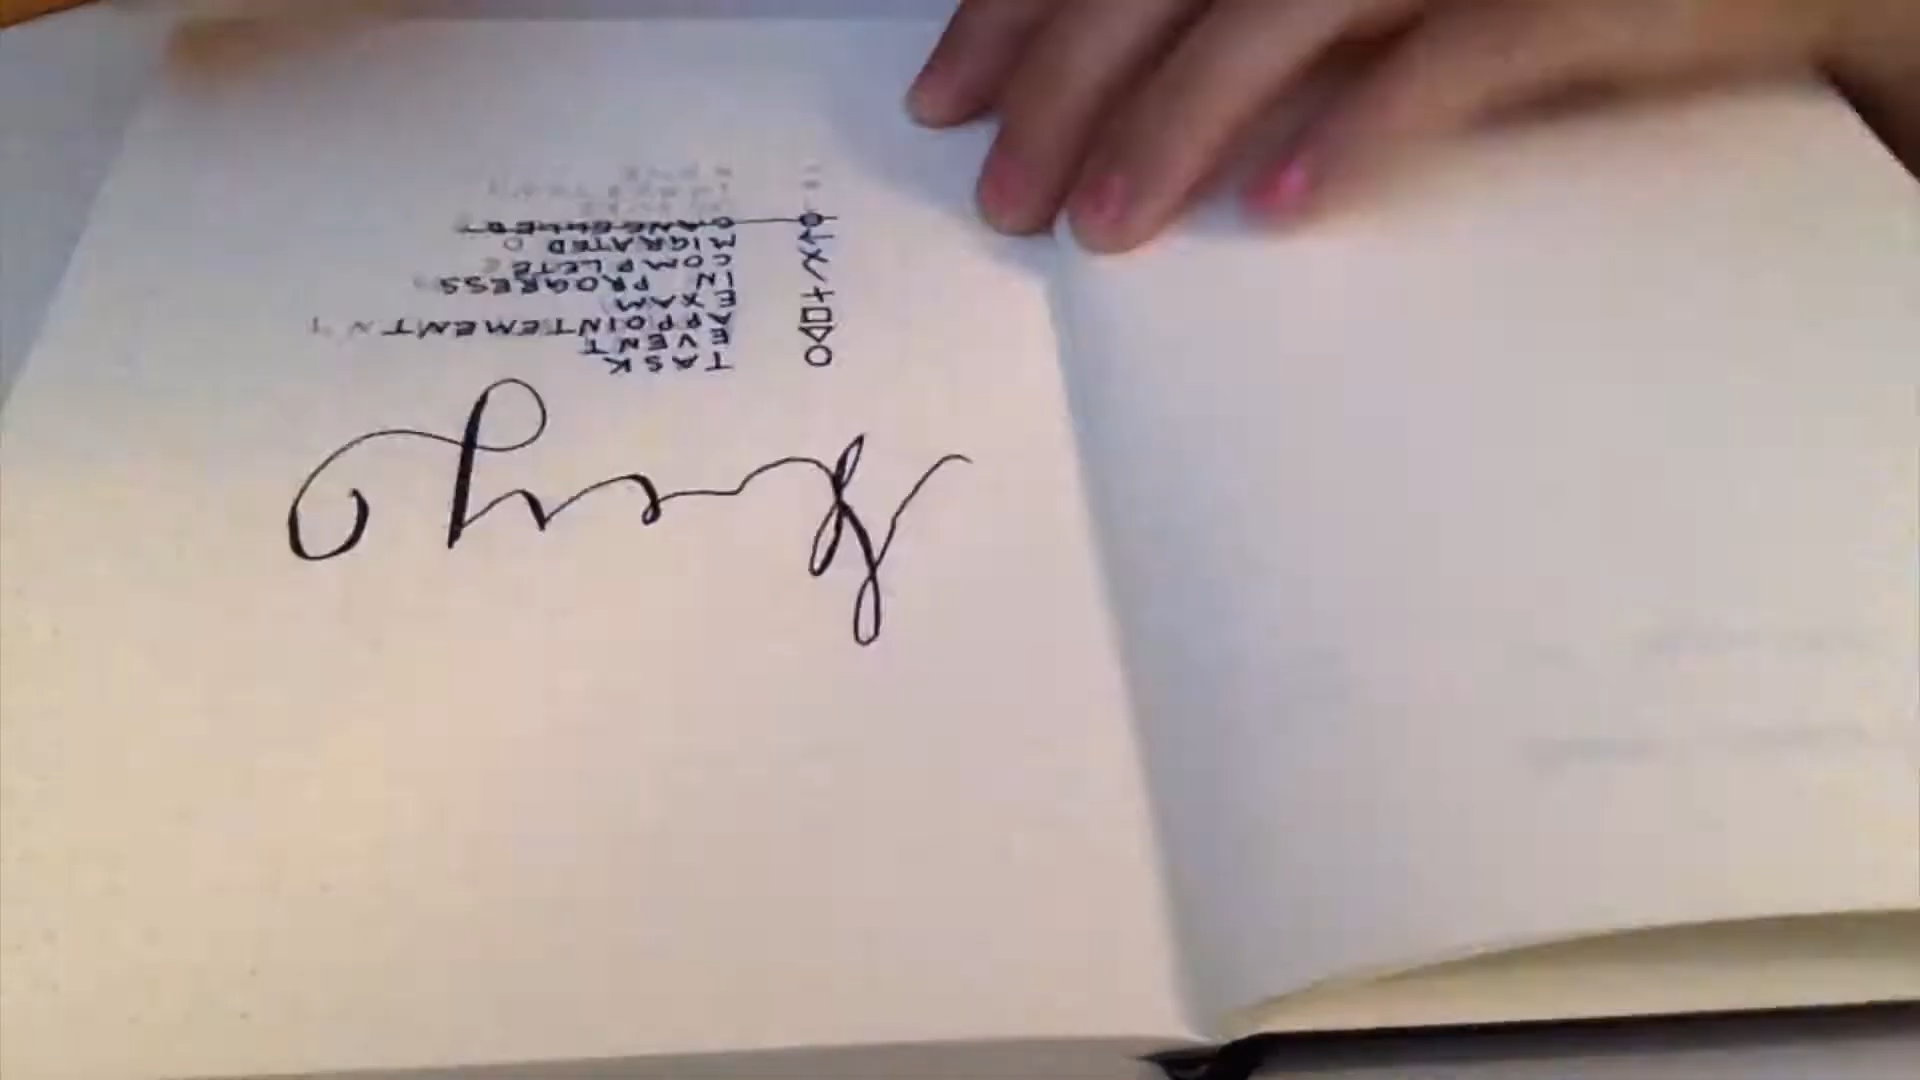 Key
TASK
EVENT
APPOINTEMENT
EXAM
IN PROGRESS
COMPLETE
MIGRATED
CANCELLED